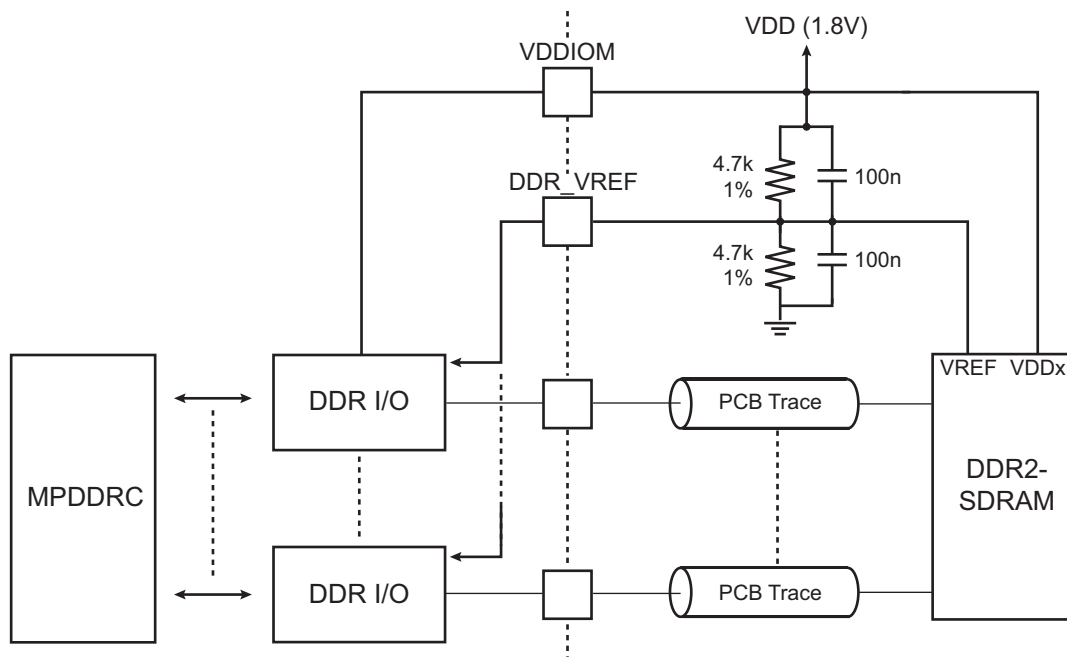 VDD (1.8V)
VDDIOM
4.7k
1%
100n
DDR_VREF
4.7k
1%
100n
VREF VDDx
MPDDRC
DDR I/O
PCB Trace
DDR2-
SDRAM
DDR I/O
PCB Trace